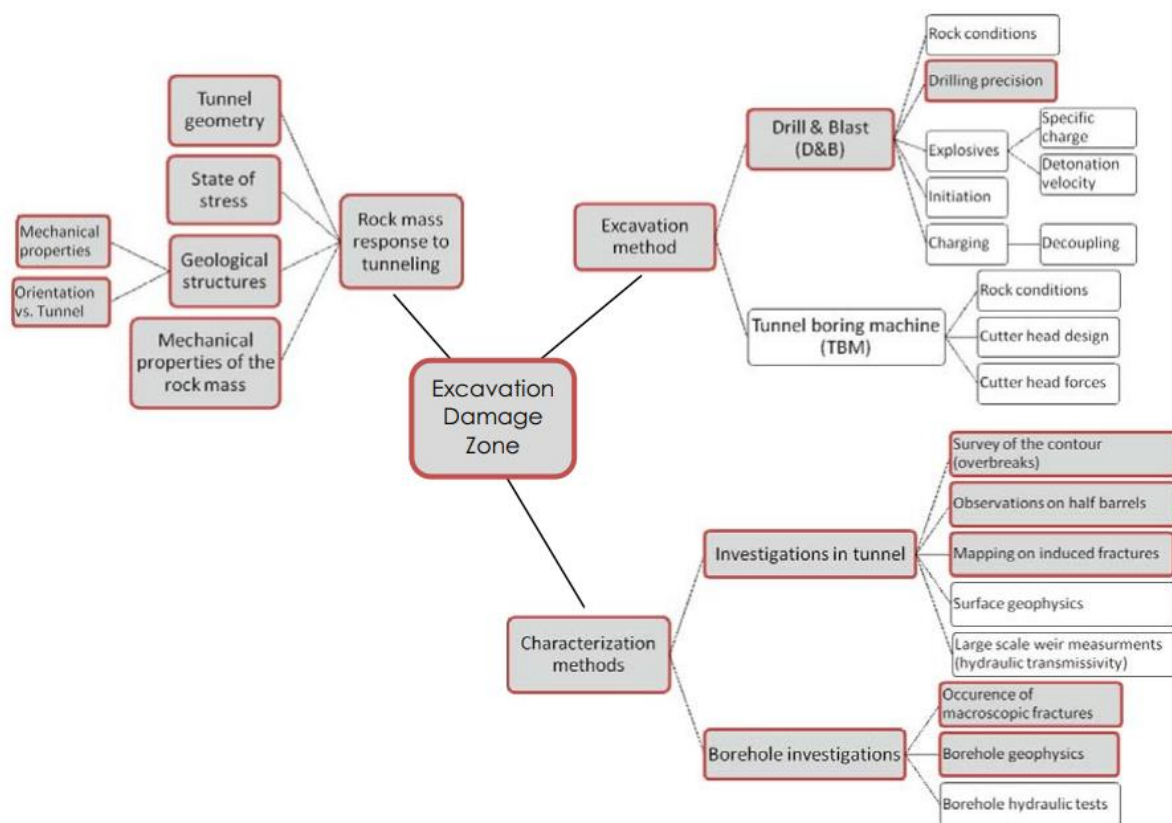 Tunnel
geometry
State of
stress
Mechanical
properties
Orientation
vs. Tunnel
Geological
structures
Mechanical
properties of the
rock mass
Rock mass
response to
tunneling
Excavation
Damage
Zone
Excavation
method
Drill & Blast
(D&B)
Rock conditions
Drilling precision
Explosives
Specific
charge
Detonation
velocity
Initiation
Charging
Decoupling
Tunnel boring machine
(TBM)
Rock conditions
Cutter head design
Cutter head forces
Characterization
methods
Investigations in tunnel
Survey of the contour
(overbreaks)
Observations on half barrels
Mapping on induced fractures
Surface geophysics
Large scale weir measurments
(hydraulic transmissivity)
Borehole investigations
Occurence of
macroscopic fractures
Borehole geophysics
Borehole hydraulic tests